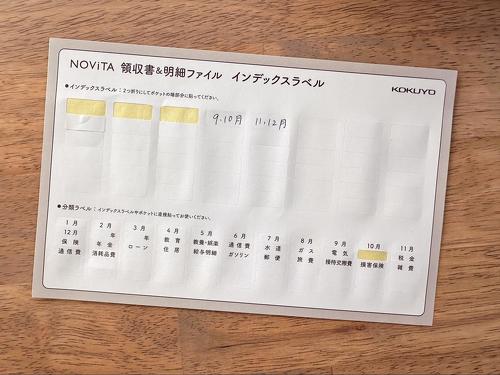 NOViTA 領収書&明細ファイル インデックスラベル
KOKUYO
●インデックスラベル：2つ折りにしてポケットの端部分に貼ってください。
9.10月 11.12月
●分類ラベル：インデックスラベルやポケットに直接貼ってお使いください。
1月 2月 3月 4月 5月 6月 7月 8月 9月 10月 11月
12月 年 年 教育 教養・娯楽 通信費 水道 ガス 電気 税金
保険 年金 ローン 住居 給与明細 ガソリン 郵便 旅費 接待交際費 損害保険 雑費
通信費 消耗品費